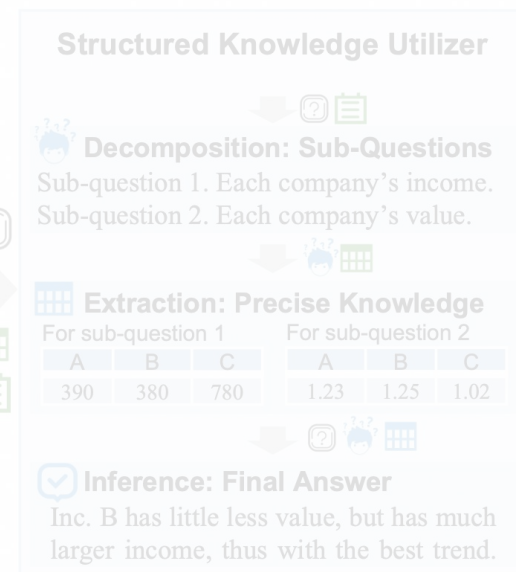 Structured Knowledge Utilizer
?
???? Decomposition: Sub-Questions
Sub-question 1. Each company's income.
Sub-question 2. Each company's value.
????
Extraction: Precise Knowledge
For sub-question 1 For sub-question 2
A B C A B C
390 380 780 1.23 1.25 1.02
? ????
Inference: Final Answer
Inc. B has little less value, but has much
larger income, thus with the best trend.